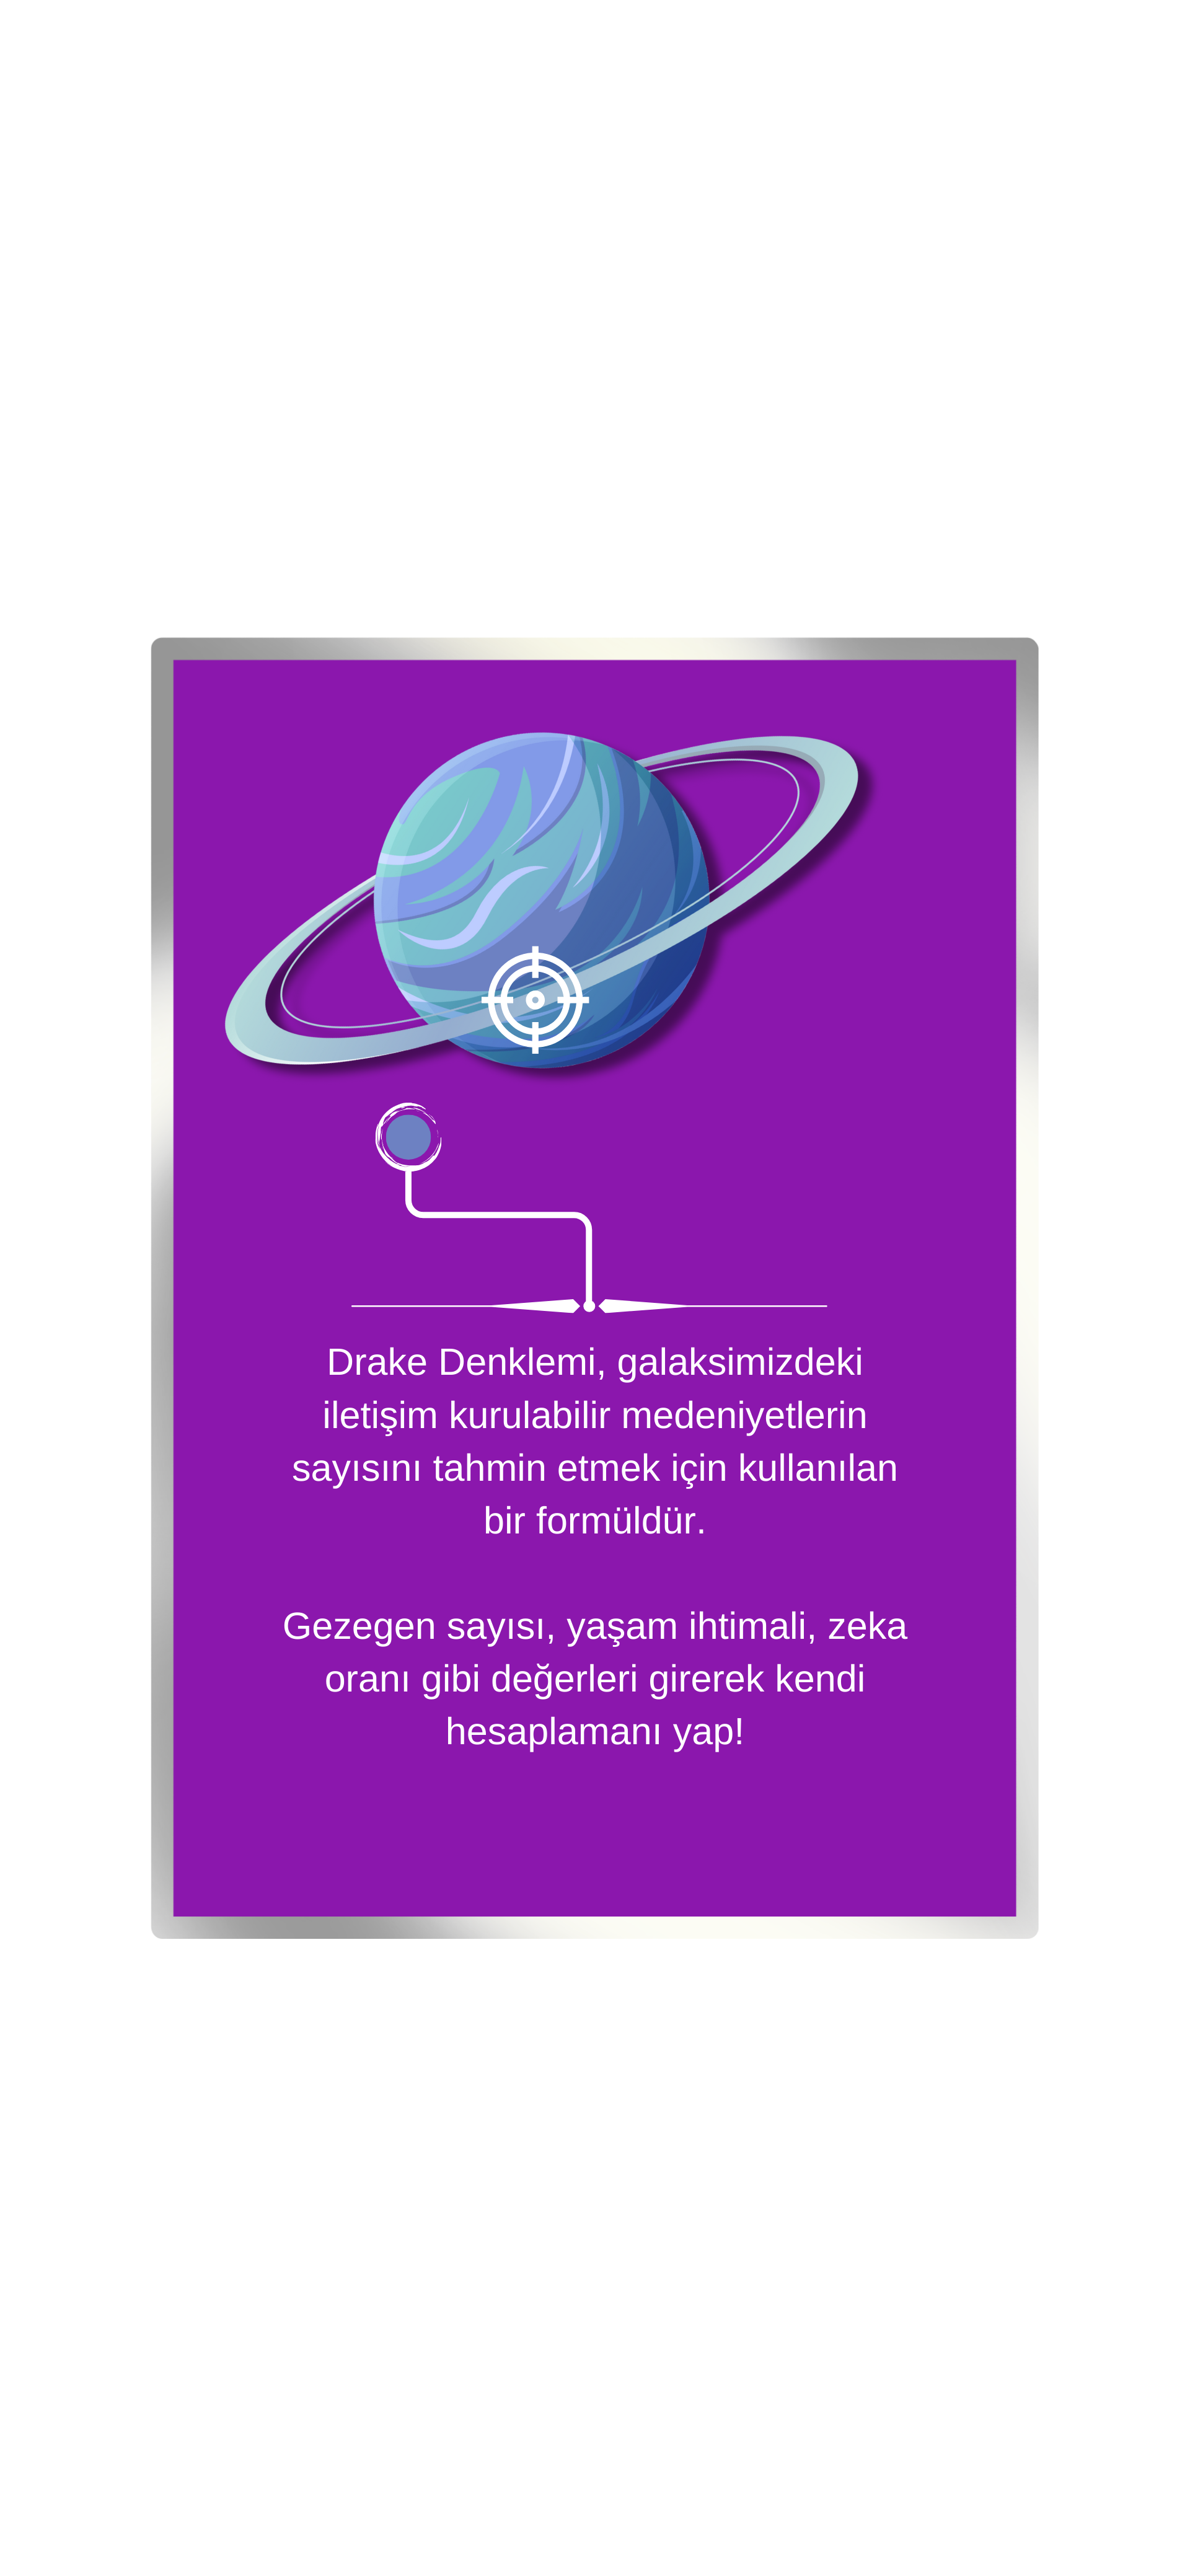 Drake Denklemi, galaksimizdeki
iletişim kurulabilir medeniyetlerin
sayısını tahmin etmek için kullanılan
bir formüldür.
Gezegen sayısı, yaşam ihtimali, zeka
oranı gibi değerleri girerek kendi
hesaplamanı yap!